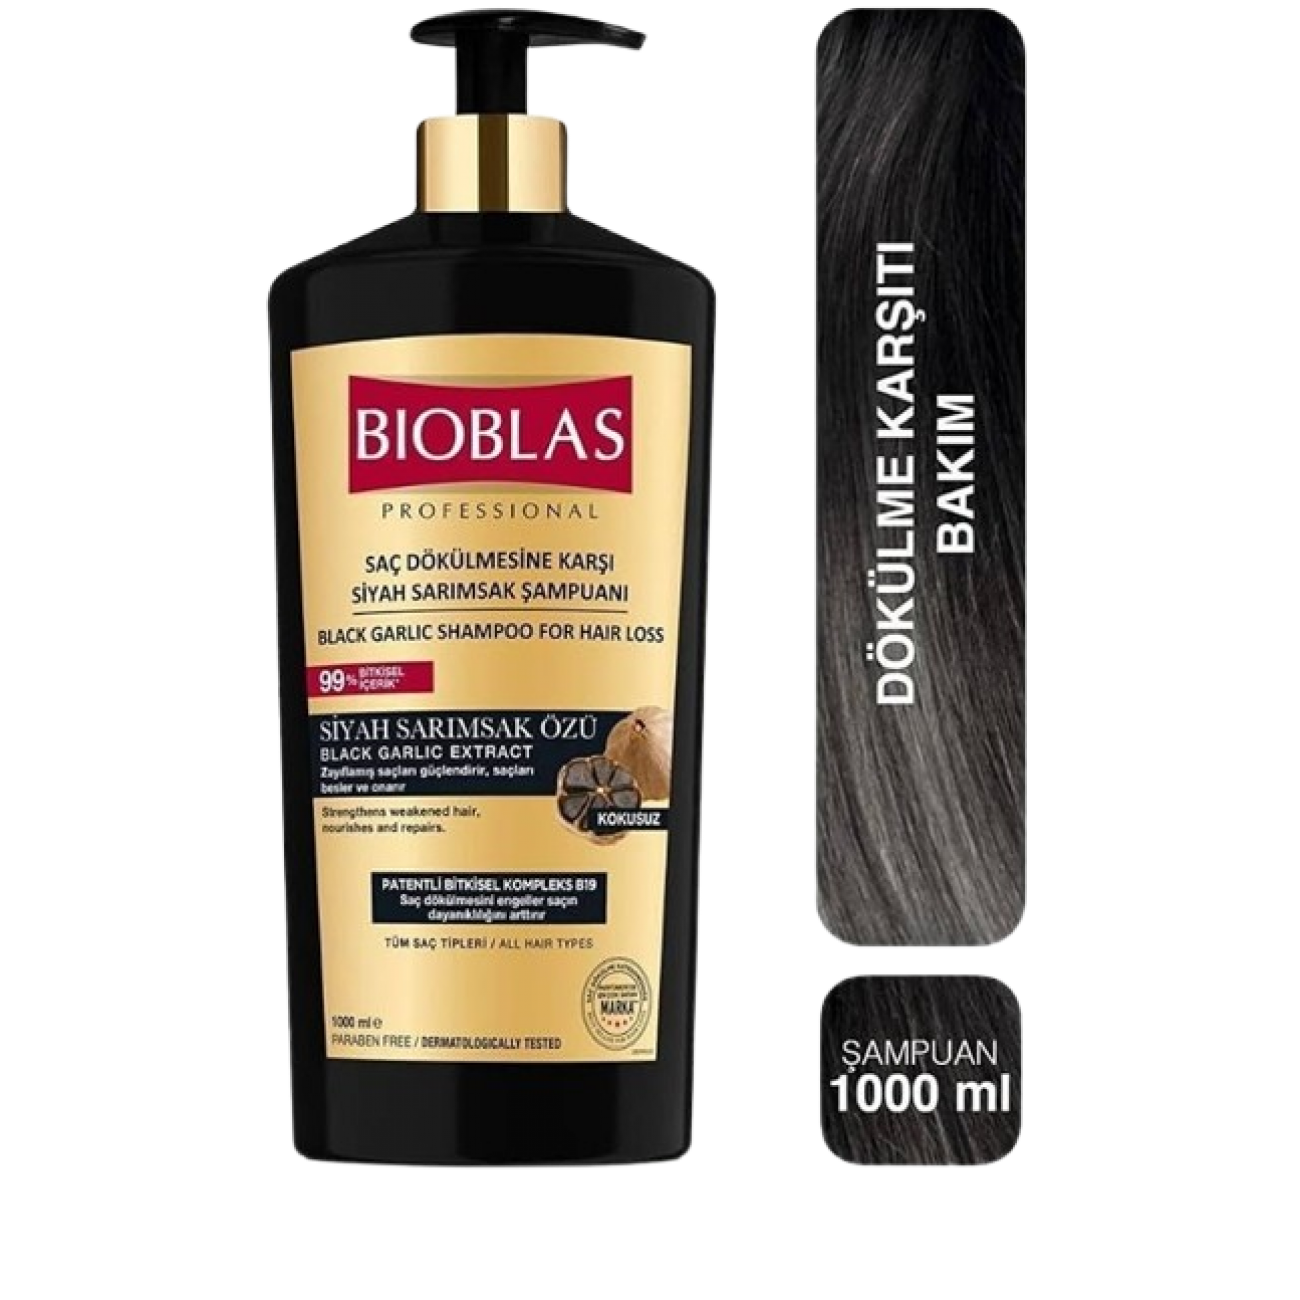 BIOBLAS
PROFESSIONAL
SAÇ DÖKÜLMESİNE KARŞI
SİYAH SARIMSAK ŞAMPUANI
BLACK GARLIC SHAMPOO FOR HAIR LOSS
99% BİTKİSEL
İÇERİK*
SİYAH SARIMSAK ÖZÜ
BLACK GARLIC EXTRACT
Zayıflamış saçları güçlendirir, saçları
besler ve onarır
Strengthens weakened hair,
nourishes and repairs.
KOKUSUZ
PATENTLİ BİTKİSEL KOMPLEKS B19
Saç dökülmesini engeller saçın
dayanıklılığını arttırır
TÜM SAÇ TİPLERİ / ALL HAIR TYPES
MARKA
1000 ml e
PARABEN FREE / DERMATOLOGICALLY TESTED
DÖKÜLME KARŞITI
BAKIM
ŞAMPUAN
1000 ml